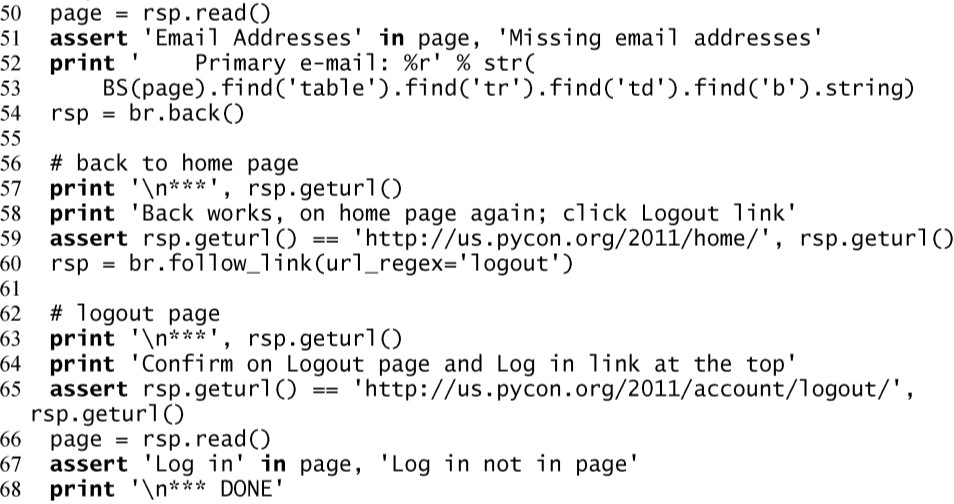 50 page = rsp.read()
51 assert 'Email Addresses' in page, 'Missing email addresses'
52 print '    Primary e-mail: %r' % str(
53     BS(page).find('table').find('tr').find('td').find('b').string)
54 rsp = br.back()
55
56 # back to home page
57 print '\n***', rsp.geturl()
58 print 'Back works, on home page again; click Logout link'
59 assert rsp.geturl() == 'http://us.pycon.org/2011/home/', rsp.geturl()
60 rsp = br.follow_link(url_regex='logout')
61
62 # logout page
63 print '\n***', rsp.geturl()
64 print 'Confirm on Logout page and Log in link at the top'
65 assert rsp.geturl() == 'http://us.pycon.org/2011/account/logout/',
rsp.geturl()
66 page = rsp.read()
67 assert 'Log in' in page, 'Log in not in page'
68 print '\n*** DONE'